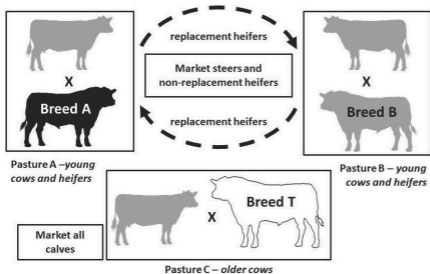 replacement heifers
X
Breed A
Market steers and
non-replacement heifers
X
Breed B
replacement heifers
Pasture A –young
cows and heifers
Pasture B – young
cows and heifers
Market all
calves
X
Breed T
Pasture C – older cows